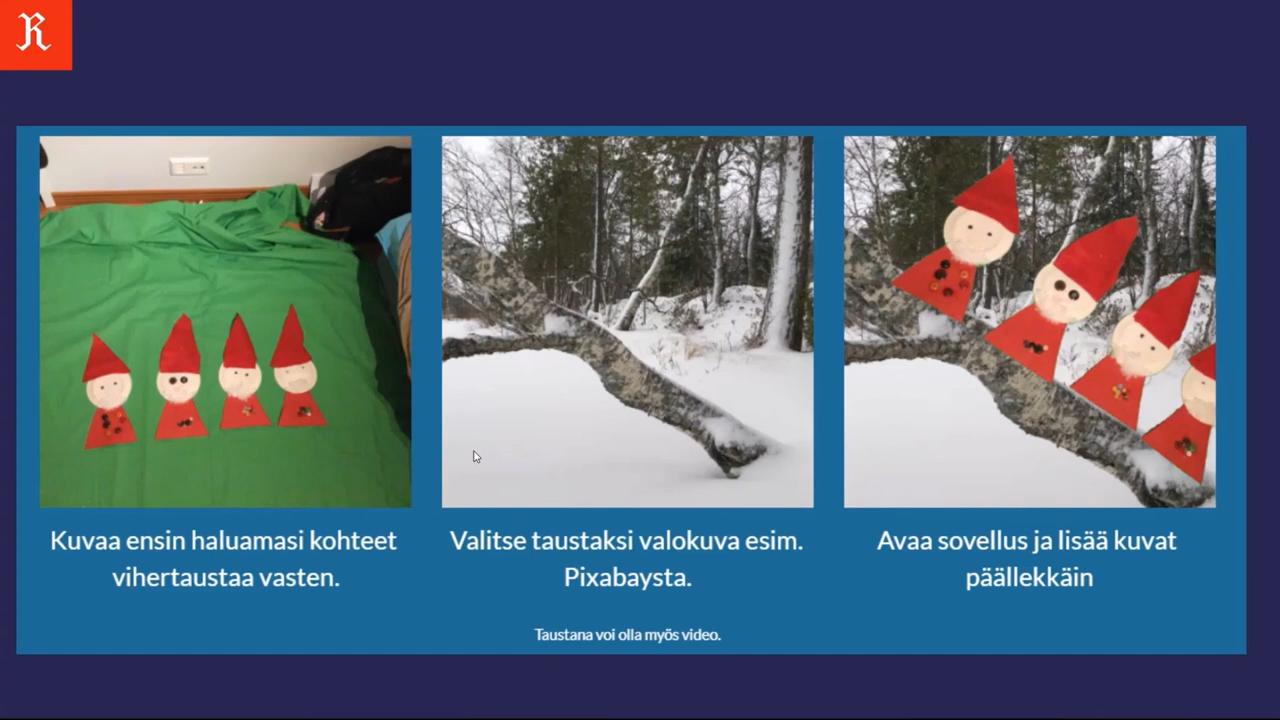 R
Kuvaa ensin haluamasi kohteet
vihertaustaa vasten.
Valitse taustaksi valokuva esim.
Pixabaysta.
Avaa sovellus ja lisää kuvat
päällekkäin
Taustana voi olla myös video.